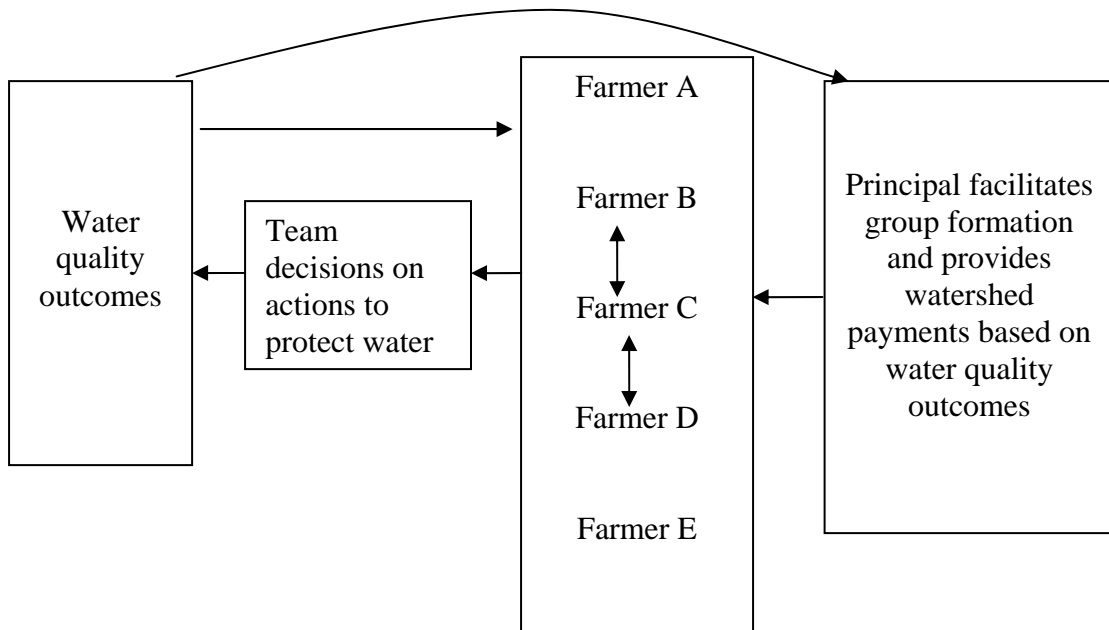 Water
quality
outcomes
Team
decisions on
actions to
protect water
Farmer A
Farmer B
Farmer C
Farmer D
Farmer E
Principal facilitates
group formation
and provides
watershed
payments based on
water quality
outcomes